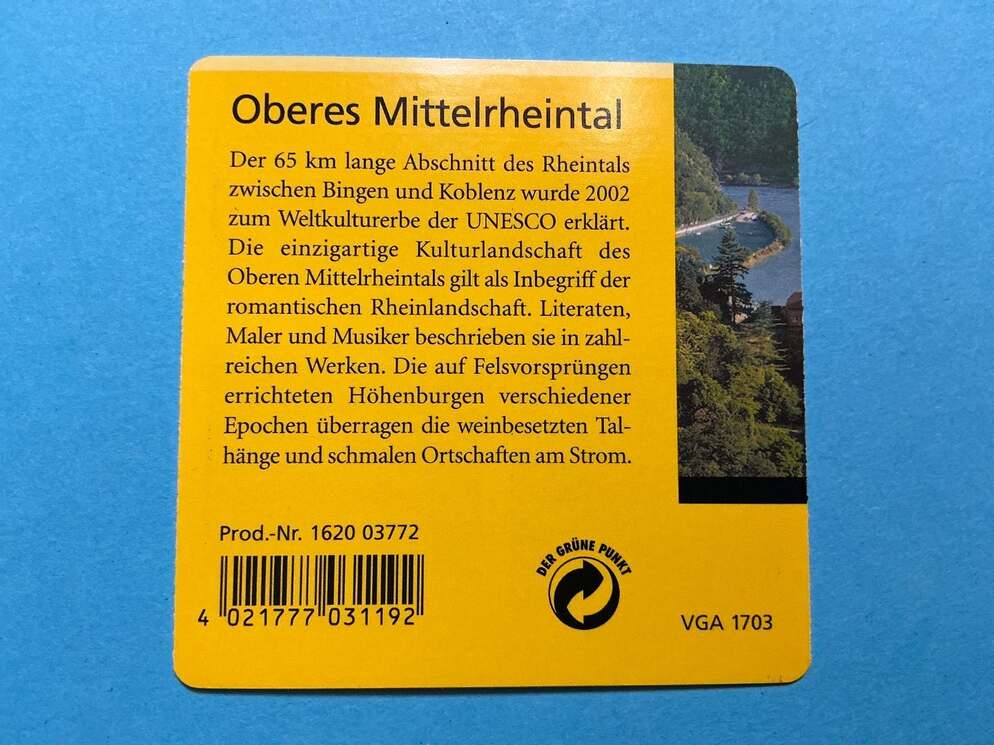 Oberes Mittelrheintal
Der 65 km lange Abschnitt des Rheintals
zwischen Bingen und Koblenz wurde 2002
zum Weltkulturerbe der UNESCO erklärt.
Die einzigartige Kulturlandschaft des
Oberen Mittelrheintals gilt als Inbegriff der
romantischen Rheinlandschaft. Literaten,
Maler und Musiker beschrieben sie in zahl-
reichen Werken. Die auf Felsvorsprüngen
errichteten Höhenburgen verschiedener
Epochen überragen die weinbesetzten Tal-
hänge und schmalen Ortschaften am Strom.
Prod.-Nr. 1620 03772
4 021777 031192
DER GRÜNE PUNKT
VGA 1703